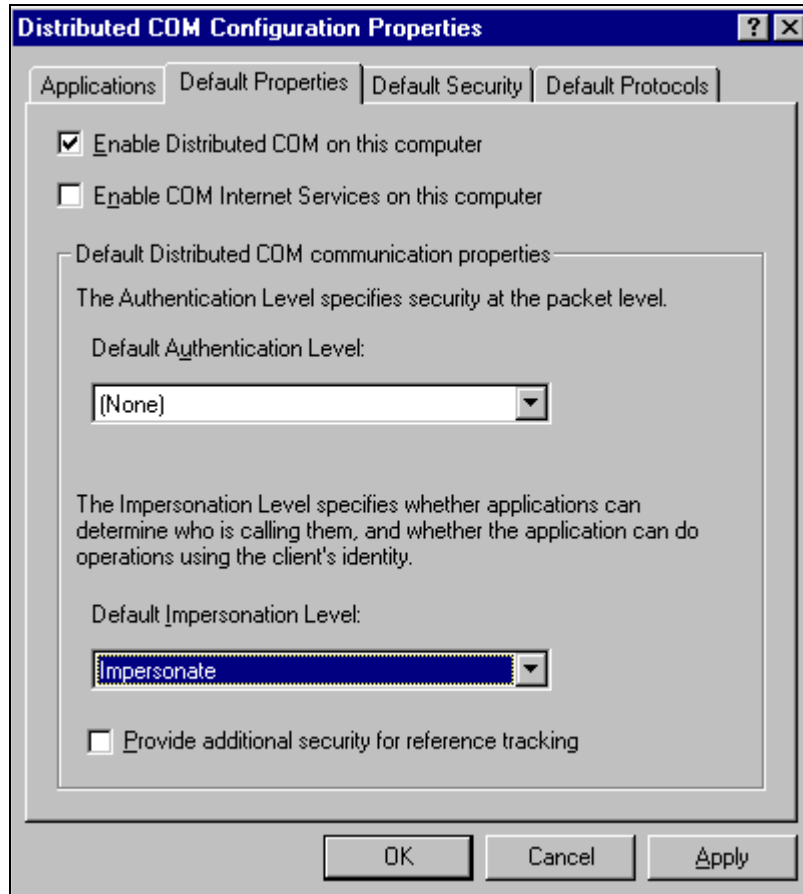 Distributed COM Configuration Properties
Applications Default Properties Default Security Default Protocols
Enable Distributed COM on this computer
Enable COM Internet Services on this computer
Default Distributed COM communication properties
The Authentication Level specifies security at the packet level.
Default Authentication Level:
(None)
The Impersonation Level specifies whether applications can
determine who is calling them, and whether the application can do
operations using the client's identity.
Default Impersonation Level:
Impersonate
Provide additional security for reference tracking
OK Cancel Apply